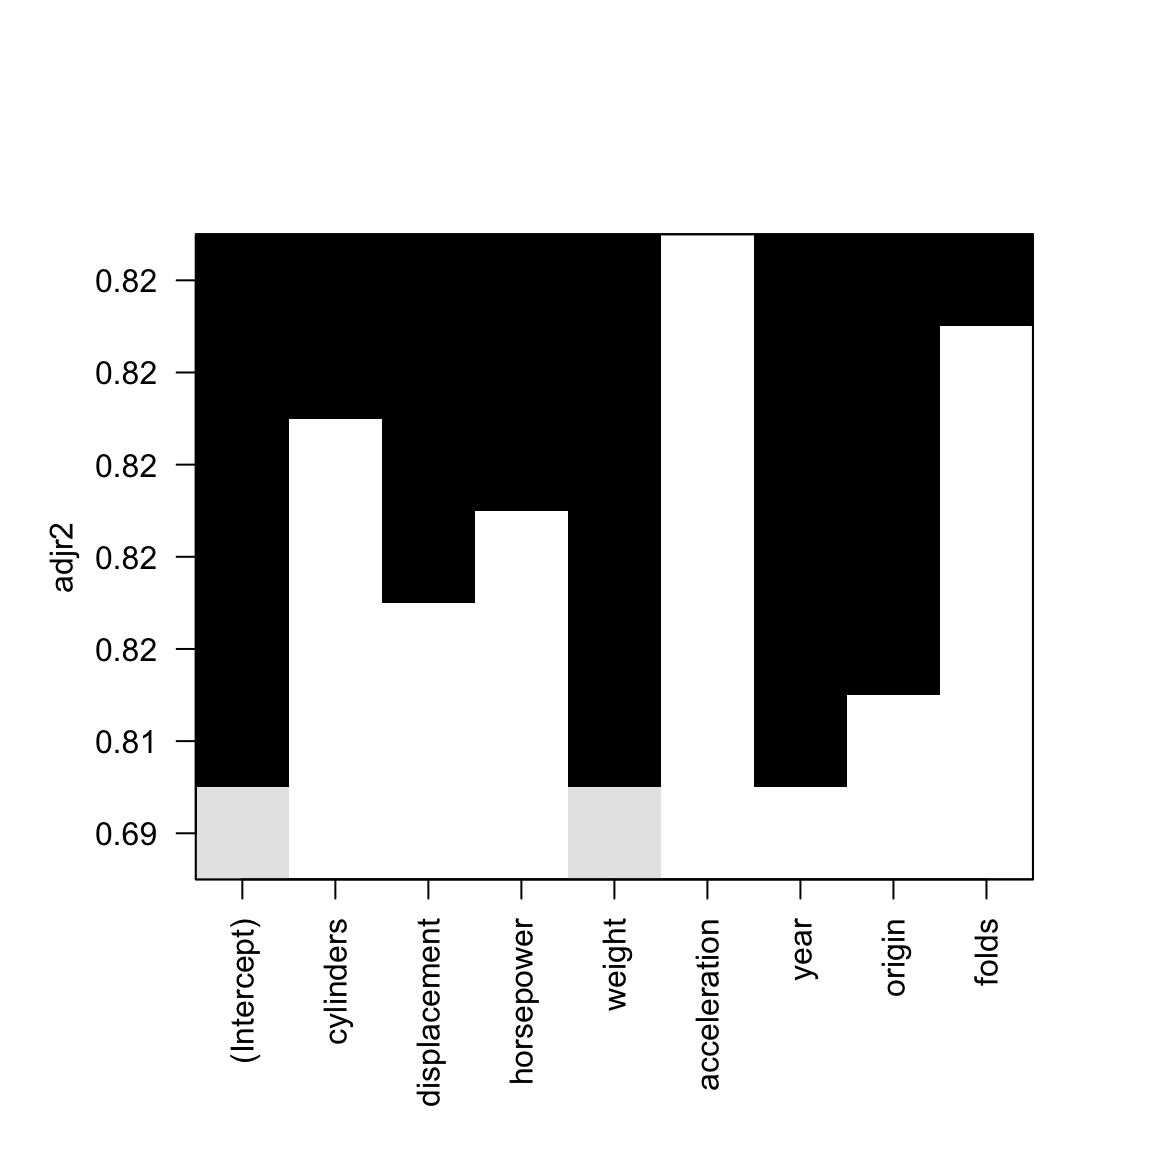 0.82
0.82
0.82
0.82
0.82
0.81
0.69
adjr2
(Intercept)
cylinders
displacement
horsepower
weight
acceleration
year
origin
folds